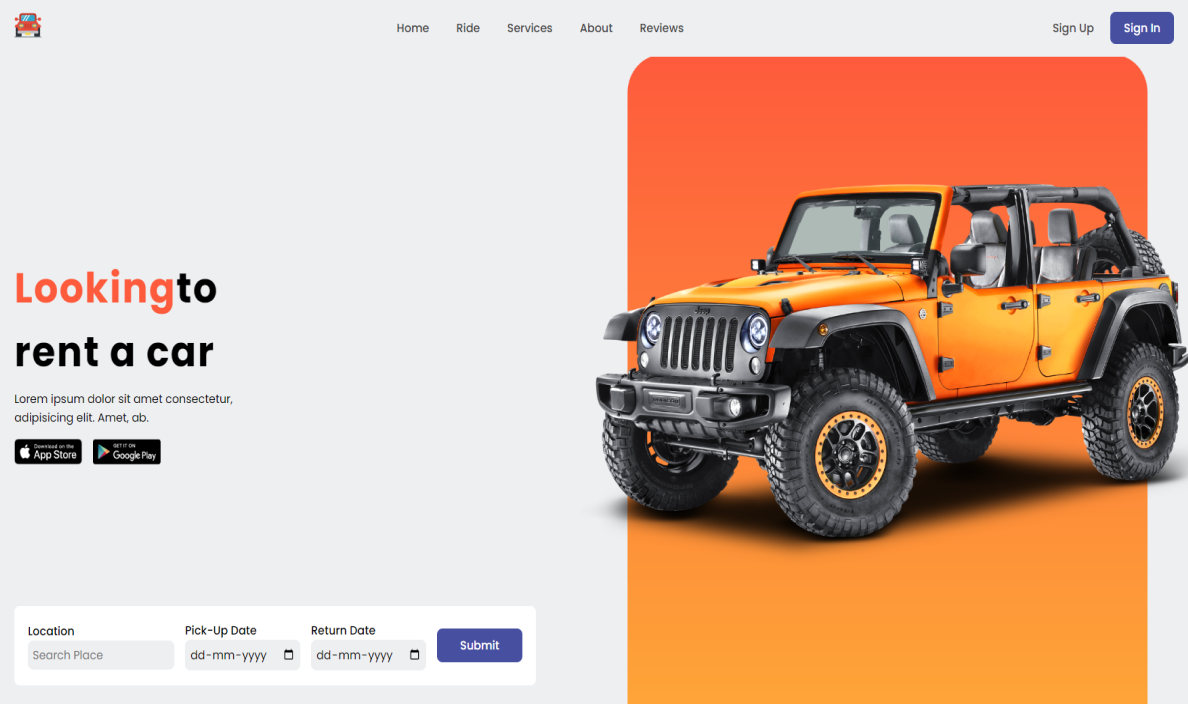 Home Ride Services About Reviews Sign Up Sign In
Lookingto
rent a car
Lorem ipsum dolor sit amet consectetur,
adipisicing elit. Amet, ab.
Download on the
App Store
GET IT ON
Google Play
Jeep
Location Pick-Up Date Return Date
Search Place dd-mm-yyyy dd-mm-yyyy Submit